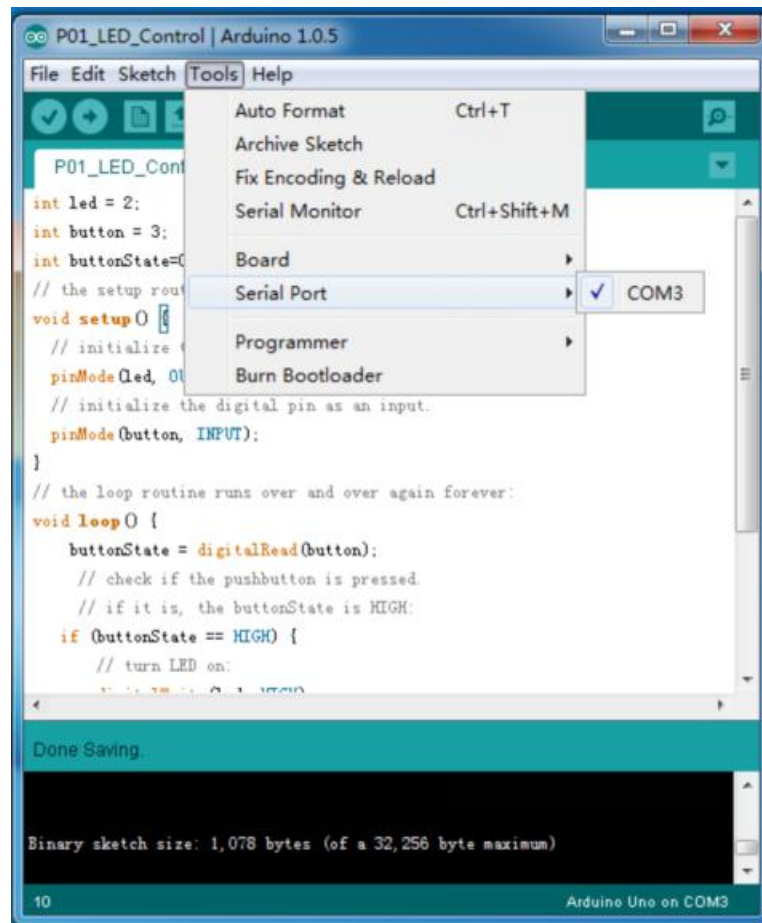 P01_LED_Control | Arduino 1.0.5
File Edit Sketch Tools Help
Auto Format Ctrl+T
Archive Sketch
Fix Encoding & Reload
Serial Monitor Ctrl+Shift+M
Board
Serial Port
COM3
Programmer
Burn Bootloader
P01_LED_Cont
int led = 2;
int button = 3;
int buttonState=0
// the setup rout
void setup() {
// initialize
pinMode(led, OU
// initialize the digital pin as an input.
pinMode(button, INPUT);
}
// the loop routine runs over and over again forever:
void loop() {
buttonState = digitalRead(button);
// check if the pushbutton is pressed.
// if it is, the buttonState is HIGH:
if (buttonState == HIGH) {
// turn LED on:
Done Saving.
Binary sketch size: 1,078 bytes (of a 32,256 byte maximum)
10 Arduino Uno on COM3